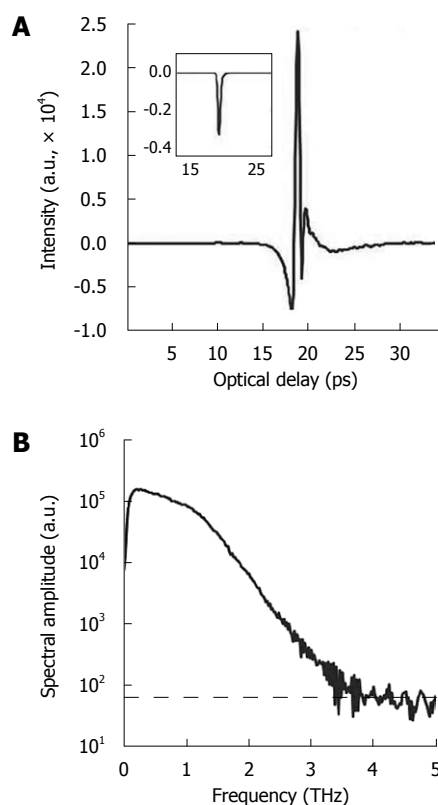 A
Intensity (a.u., × 10⁴)
2.5
2.0
1.5
1.0
0.5
0.0
-0.5
-1.0
0.0
-0.2
-0.4
15 25
5 10 15 20 25 30
Optical delay (ps)
B
Spectral amplitude (a.u.)
10⁶
10⁵
10⁴
10³
10²
10¹
0 1 2 3 4 5
Frequency (THz)